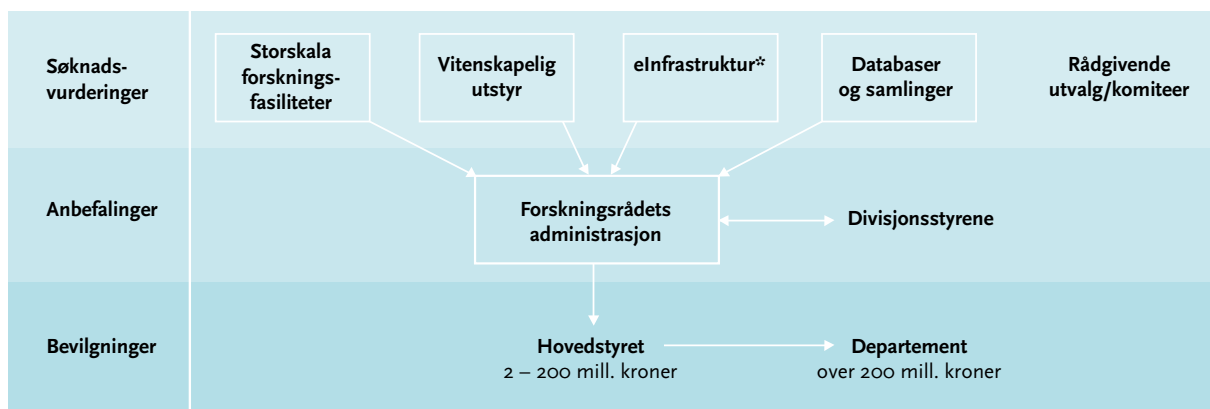 Søknads-
vurderinger
Storskala
forsknings-
fasiliteter
Vitenskapelig
utstyr
eInfrastruktur*
Databaser
og samlinger
Rådgivende
utvalg/komiteer
Anbefalinger
Forskningsrådets
administrasjon
Divisjonsstyrene
Bevilgninger
Hovedstyret
2 – 200 mill. kroner
Departement
over 200 mill. kroner